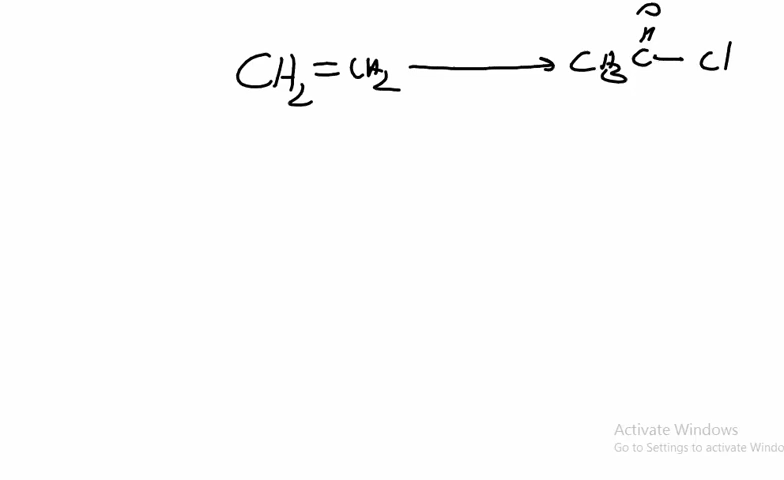 O
"
CH2=CH2 ⟶ CH3 C— Cl
Activate Windows
Go to Settings to activate Windo